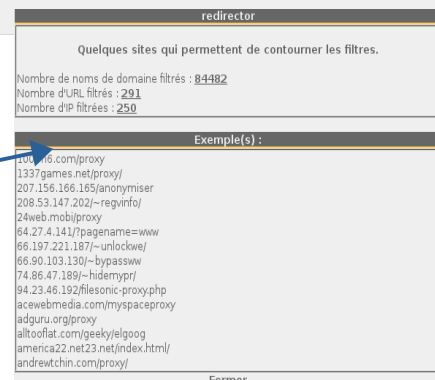 redirector
Quelques sites qui permettent de contourner les filtres.
Nombre de noms de domaine filtrés : 84482
Nombre d'URL filtrés : 291
Nombre d'IP filtrées : 250
Exemple(s) :
1337games.net/proxy/
207.156.166.165/anonymiser
208.53.147.202/~regvinfo/
24web.mobi/proxy
64.27.4.141/?pagename=www
66.197.221.187/~unlockwe/
66.90.103.130/~bypassww
74.86.47.189/~hidemypr/
94.23.46.192/filesonic-proxy.php
acewebmedia.com/myspaceproxy
adguru.org/proxy
alltooflat.com/geeky/elgoog
america22.net23.net/index.html/
andrewtchin.com/proxy/
Fermer